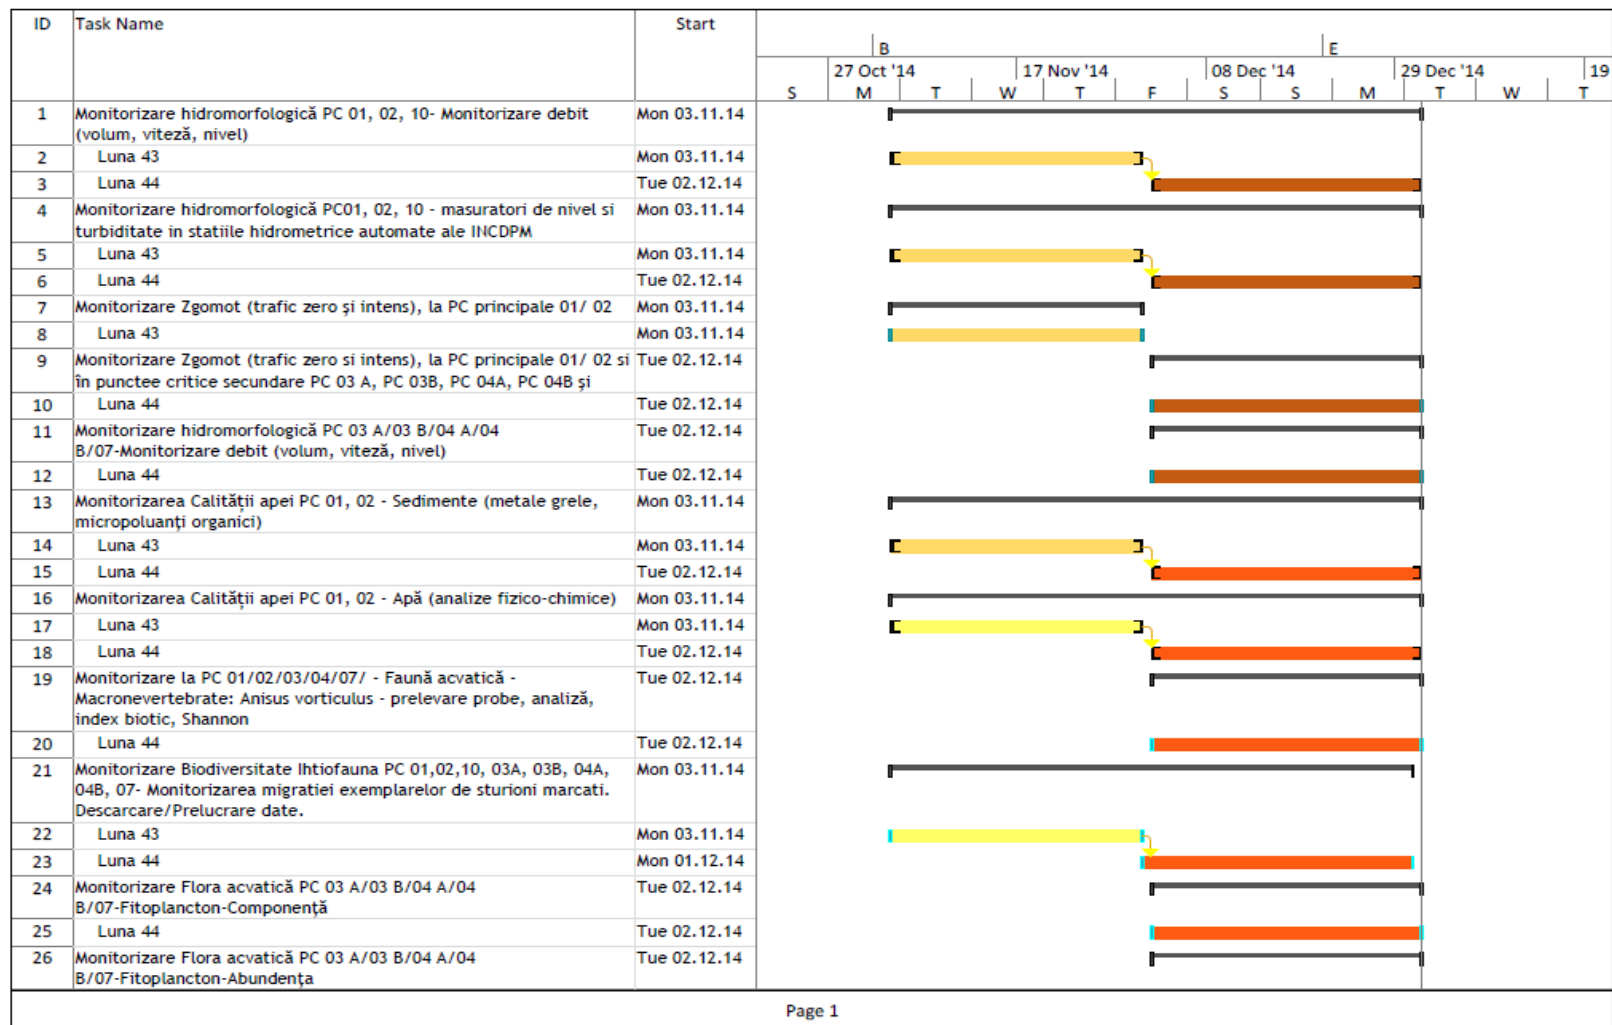 ID Task Name Start
B E
27 Oct '14 17 Nov '14 08 Dec '14 29 Dec '14 19
S M T W T F S S M T W T
1 Monitorizare hidromorfologică PC 01, 02, 10- Monitorizare debit Mon 03.11.14
(volum, viteză, nivel)
2 Luna 43 Mon 03.11.14
3 Luna 44 Tue 02.12.14
4 Monitorizare hidromorfologică PC01, 02, 10 - masuratori de nivel si Mon 03.11.14
turbiditate in statiile hidrometrice automate ale INCDPM
5 Luna 43 Mon 03.11.14
6 Luna 44 Tue 02.12.14
7 Monitorizare Zgomot (trafic zero şi intens), la PC principale 01/ 02 Mon 03.11.14
8 Luna 43 Mon 03.11.14
9 Monitorizare Zgomot (trafic zero si intens), la PC principale 01/ 02 si Tue 02.12.14
în punctee critice secundare PC 03 A, PC 03B, PC 04A, PC 04B şi
10 Luna 44 Tue 02.12.14
11 Monitorizare hidromorfologică PC 03 A/03 B/04 A/04 Tue 02.12.14
B/07-Monitorizare debit (volum, viteză, nivel)
12 Luna 44 Tue 02.12.14
13 Monitorizarea Calității apei PC 01, 02 - Sedimente (metale grele, Mon 03.11.14
micropoluanţi organici)
14 Luna 43 Mon 03.11.14
15 Luna 44 Tue 02.12.14
16 Monitorizarea Calității apei PC 01, 02 - Apă (analize fizico-chimice) Mon 03.11.14
17 Luna 43 Mon 03.11.14
18 Luna 44 Tue 02.12.14
19 Monitorizare la PC 01/02/03/04/07/ - Faună acvatică - Tue 02.12.14
Macronevertebrate: Anisus vorticulus - prelevare probe, analiză,
index biotic, Shannon
20 Luna 44 Tue 02.12.14
21 Monitorizare Biodiversitate Ihtiofauna PC 01,02,10, 03A, 03B, 04A, Mon 03.11.14
04B, 07- Monitorizarea migratiei exemplarelor de sturioni marcati.
Descarcare/Prelucrare date.
22 Luna 43 Mon 03.11.14
23 Luna 44 Mon 01.12.14
24 Monitorizare Flora acvatică PC 03 A/03 B/04 A/04 Tue 02.12.14
B/07-Fitoplancton-Componenţă
25 Luna 44 Tue 02.12.14
26 Monitorizare Flora acvatică PC 03 A/03 B/04 A/04 Tue 02.12.14
B/07-Fitoplancton-Abundenţa
Page 1